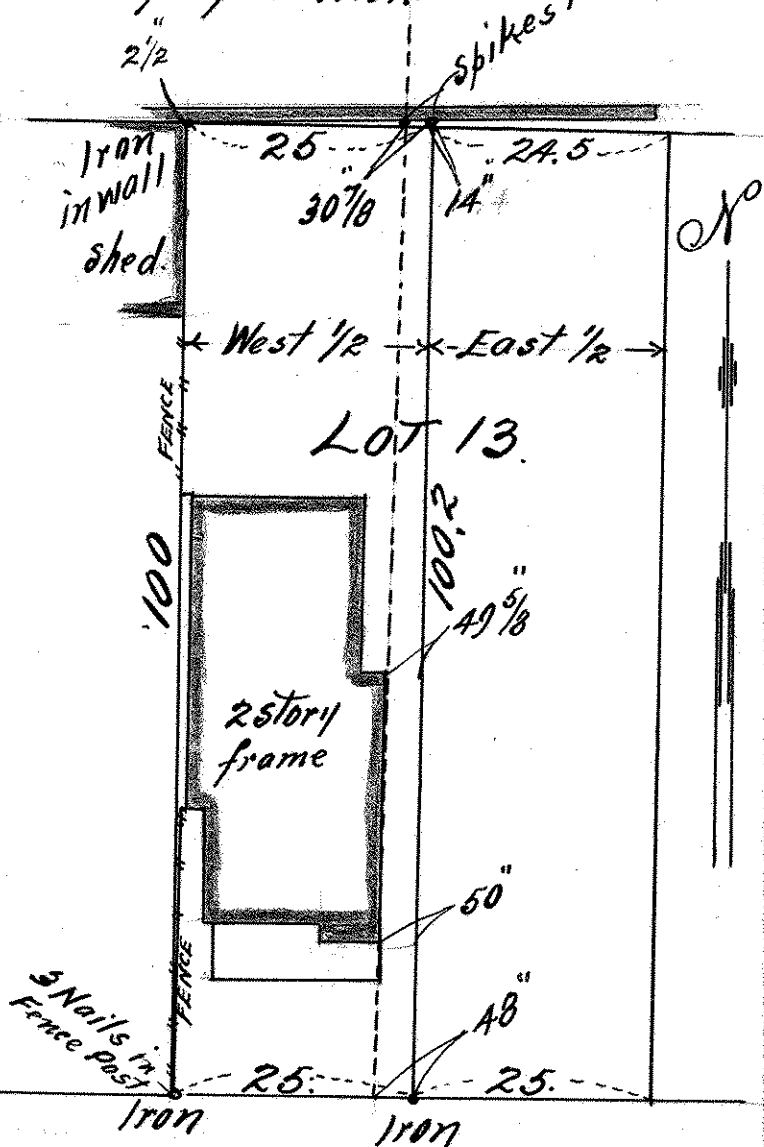 2½"
spikes
25
24.5
Iron
in wall
shed.
30⅞"
14"
N
West ½
East ½
FENCE
LOT 13.
100
100.2
49⅝"
2 story
frame
50"
FENCE
48"
3 Nails in
Fence post
25.
25.
Iron
Iron